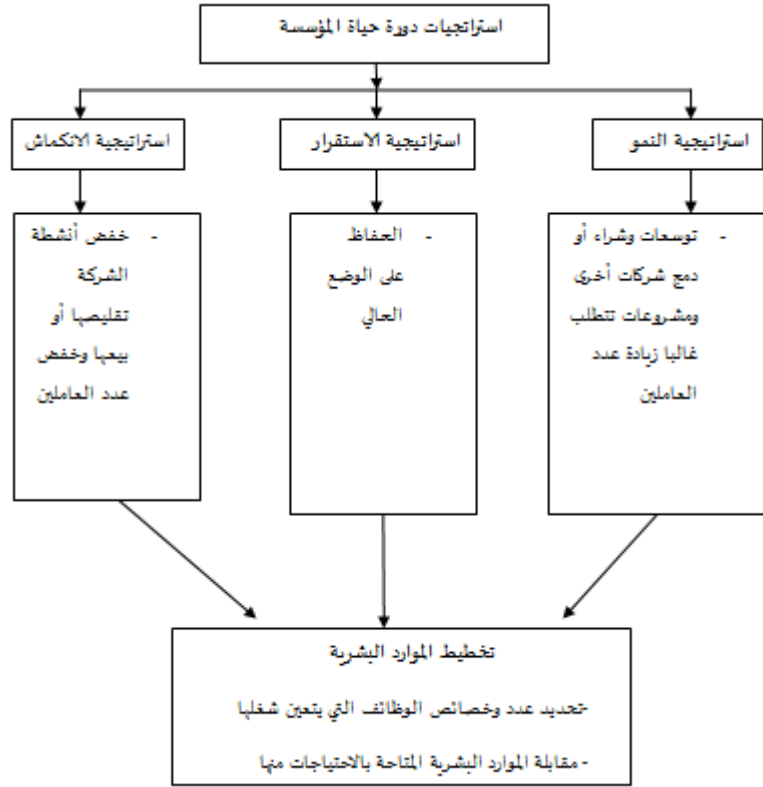 استراتجيات دورة حياة المؤسسة
استراتيجية النمو
استراتيجية الاستقرار
استراتيجية الانكماش
- توسعات وشراء أو
دمج شركات أخرى
ومشروعات تتطلب
غالبا زيادة عدد
العاملين
- الحفاظ
على الوضع
الحالي
- خفض أنشطة
الشركة
تقليصها أو
بيعها وخفض
عدد العاملين
تخطيط الموارد البشرية
-تحديد عدد وخصائص الوظائف التي يتعين شغلها
- مقابلة الموارد البشرية المتاحة بالاحتياجات منها